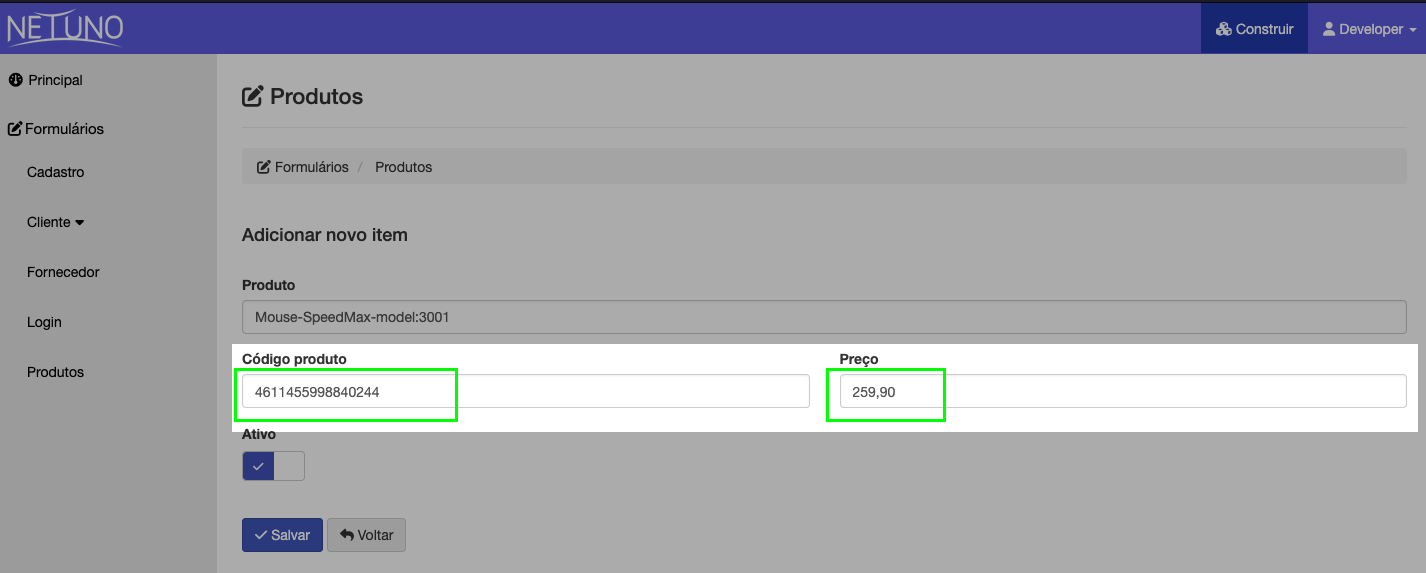 NETUNO
Construir
Developer
Principal
Formulários
Cadastro
Cliente
Fornecedor
Login
Produtos
Produtos
Formulários / Produtos
Adicionar novo item
Produto
Mouse-SpeedMax-model:3001
Código produto
4611455998840244
Preço
259,90
Ativo
Salvar
Voltar